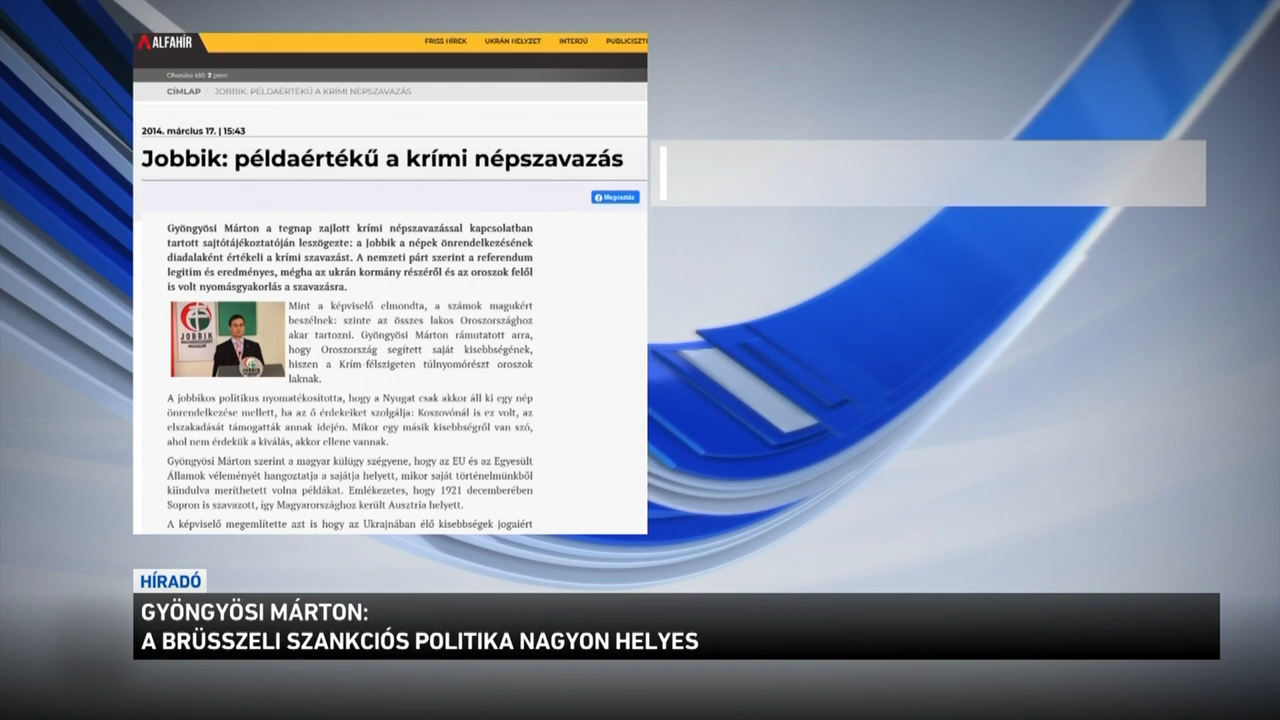 ALFAHÍR
FRISS HÍREK UKRÁN HELYZET INTERJÚ PUBLICISZTI
Olvasási idő: 2 perc
CÍMLAP JOBBIK: PÉLDAÉRTÉKŰ A KRÍMI NÉPSZAVAZÁS
2014. március 17. | 15:43
Jobbik: példaértékű a krími népszavazás
Megosztás
Gyöngyösi Márton a tegnap zajlott krími népszavazással kapcsolatban
tartott sajtótájékoztatóján leszögezte: a Jobbik a népek önrendelkezésének
diadalaként értékeli a krími szavazást. A nemzeti párt szerint a referendum
legitim és eredményes, mégha az ukrán kormány részéről és az oroszok felől
is volt nyomásgyakorlás a szavazásra.
Mint a képviselő elmondta, a számok magukért
beszélnek: szinte az összes lakos Oroszországhoz
akar tartozni. Gyöngyösi Márton rámutatott arra,
hogy Oroszország segített saját kisebbségének,
hiszen a Krím-félszigeten túlnyomórészt oroszok
laknak.
JOBBIK
JOBBIK
A jobbikos politikus nyomatékosította, hogy a Nyugat csak akkor áll ki egy nép
önrendelkezése mellett, ha az ő érdekeiket szolgálja: Koszovónál is ez volt, az
elszakadását támogatták annak idején. Mikor egy másik kisebbségről van szó,
ahol nem érdekük a kiválás, akkor ellene vannak.
Gyöngyösi Márton szerint a magyar külügy szégyene, hogy az EU és az Egyesült
Államok véleményét hangoztatja a sajátja helyett, mikor saját történelmünkből
kiindulva meríthetett volna példákat. Emlékezetes, hogy 1921 decemberében
Sopron is szavazott, így Magyarországhoz került Ausztria helyett.
A képviselő megemlítette azt is hogy az Ukrajnában élő kisebbségek jogaiért
HÍRADÓ
GYÖNGYÖSI MÁRTON:
A BRÜSSZELI SZANKCIÓS POLITIKA NAGYON HELYES